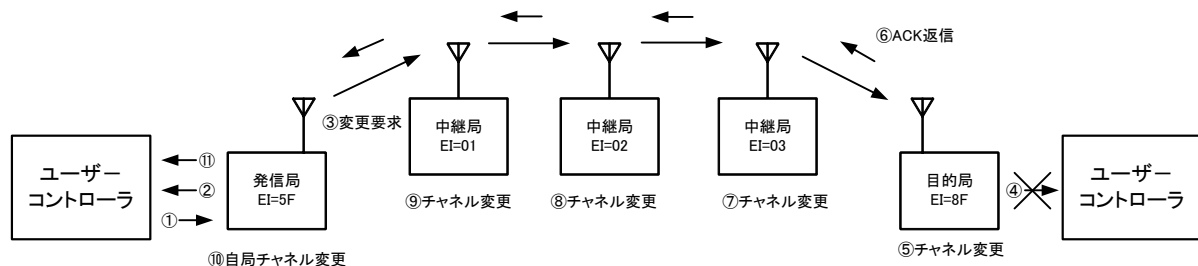 ⑥ACK返信
③変更要求
中継局
EI=01
中継局
EI=02
中継局
EI=03
ユーザー
コントローラ
⑪
②
①
発信局
EI=5F
目的局
EI=8F
④
ユーザー
コントローラ
⑨チャネル変更
⑧チャネル変更
⑦チャネル変更
⑤チャネル変更
⑩自局チャネル変更